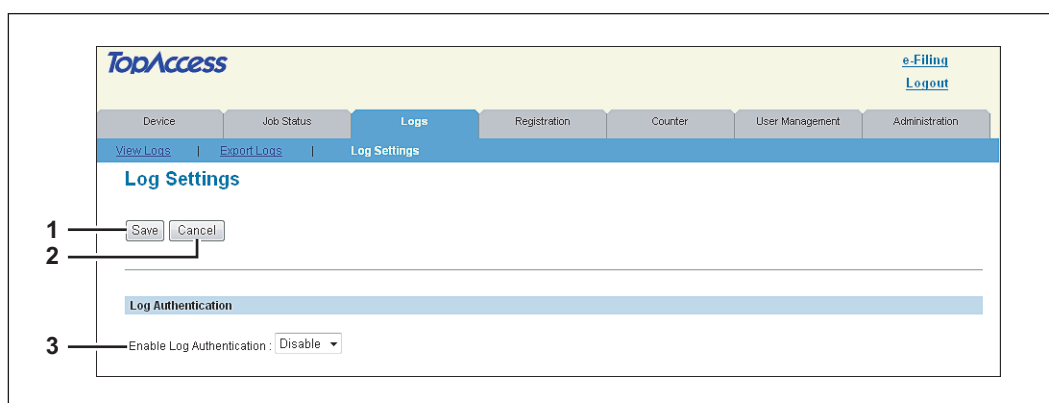 TopAccess
e-Filing
Logout
Device Job Status Logs Registration Counter User Management Administration
View Logs | Export Logs | Log Settings
Log Settings
1 Save Cancel
2
Log Authentication
3 Enable Log Authentication : Disable